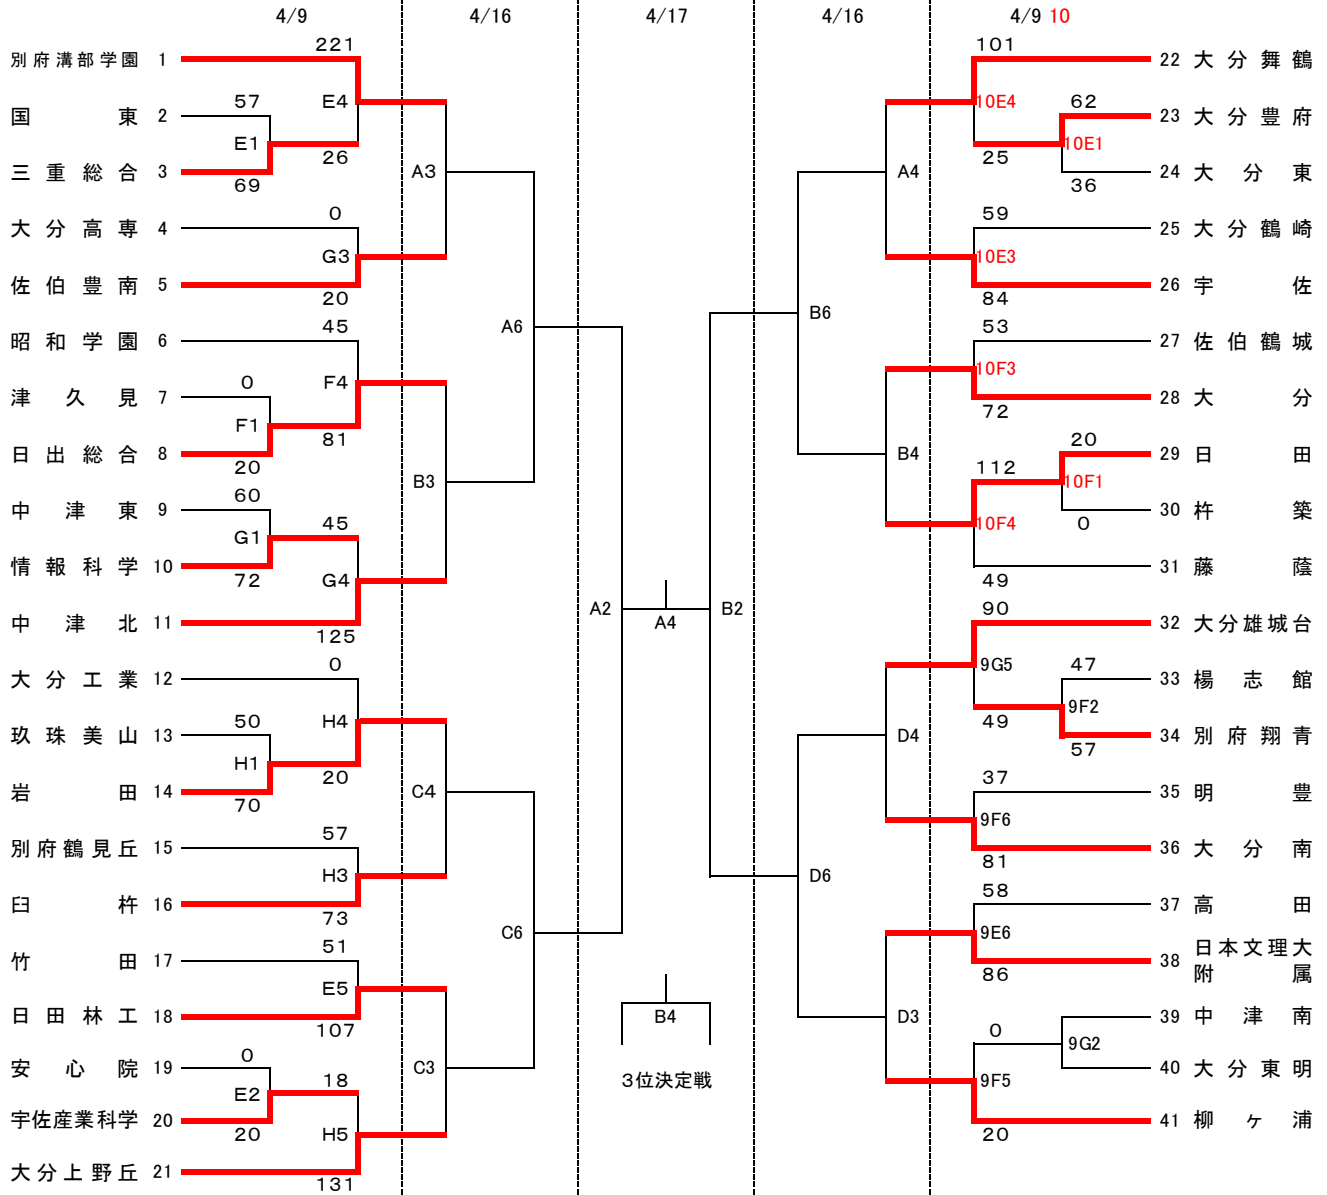 4/9 4/16 4/17 4/16 4/9 10
221 101
別府溝部学園 1 22 大分舞鶴
57 E4 10E4 62
国東 2 23 大分豊府
E1 10E1
26 25
三重総合 3 A3 A4 24 大分東
69 36
0 59
大分高専 4 25 大分鶴崎
G3 10E3
佐伯豊南 5 26 宇佐
20 84
45 A6 B6 53
昭和学園 6 27 佐伯鶴城
0 F4 10F3
津久見 7 28 大分
F1 81 72
日出総合 8 B4 20 29 日田
20 112
60 B3 10F1
中津東 9 45 30 杵築
G1 10F4 0
情報科学 10 31 藤蔭
72 G4 49
A2 B2 90
中津北 11 A4 32 大分雄城台
125
0 9G5 47
大分工業 12 33 楊志館
50 H4 9F2
玖珠美山 13 49 D4 34 別府翔青
H1 57
20 37
岩田 14 C4 35 明豊
70 9F6
57
別府鶴見丘 15 36 大分南
H3 D6 81
58
臼杵 16 37 高田
73 C6 9E6
51
竹田 17 38 日本文理大附属
E5 86
日田林工 18 B4 D3 39 中津南
107 0
0 9G2
安心院 19 C3 40 大分東明
E2 18 3位決定戦 9F5
宇佐産業科学 20 41 柳ヶ浦
20 H5 20
大分上野丘 21
131